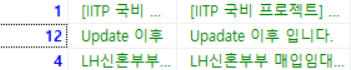 1 [IITP 국비 ... [IITP 국비 프로젝트] ...
12 Update 이후 Upadate 이후 입니다.
4 LH신혼부부... LH신혼부부 매입임대...